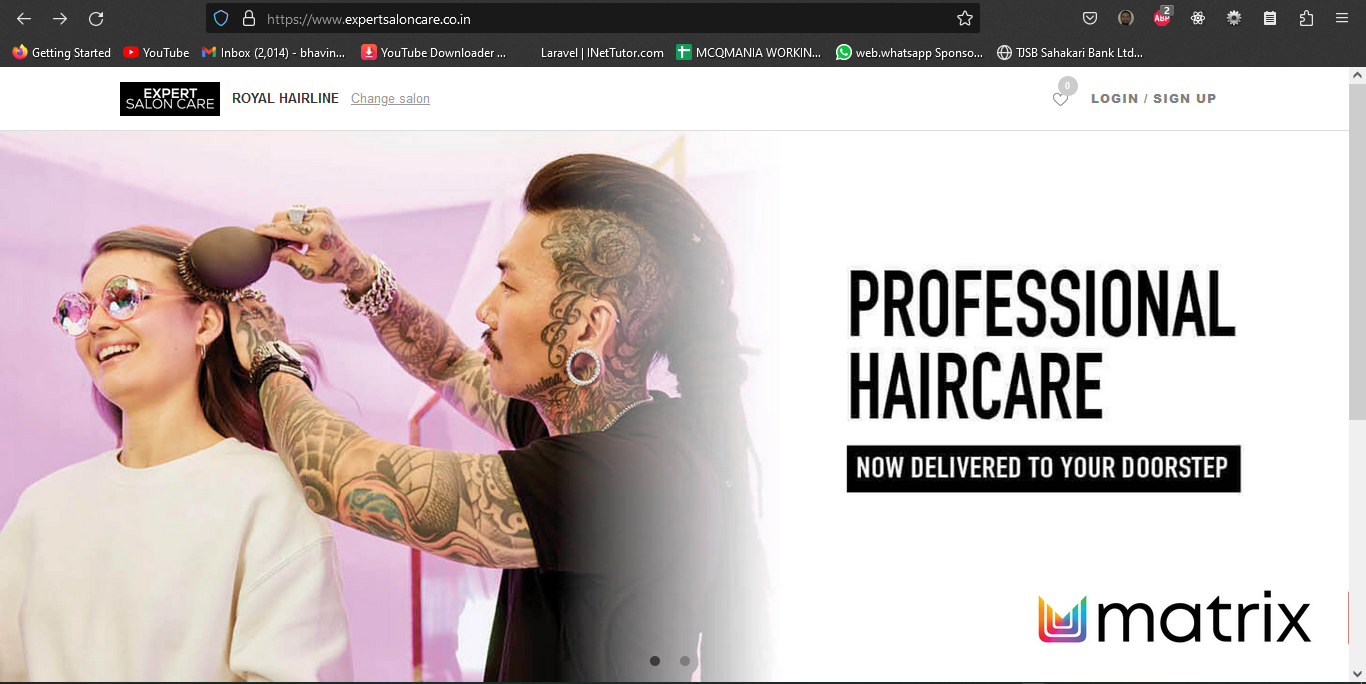 https://www.expertsaloncare.co.in
2
ABP
Getting Started
YouTube
Inbox (2,014) - bhavin...
YouTube Downloader ...
Laravel | INetTutor.com
MCQMANIA WORKIN...
web.whatsapp Sponso...
TJSB Sahakari Bank Ltd...
EXPERT
SALON CARE
ROYAL HAIRLINE
Change salon
0
LOGIN / SIGN UP
PROFESSIONAL
HAIRCARE
NOW DELIVERED TO YOUR DOORSTEP
matrix